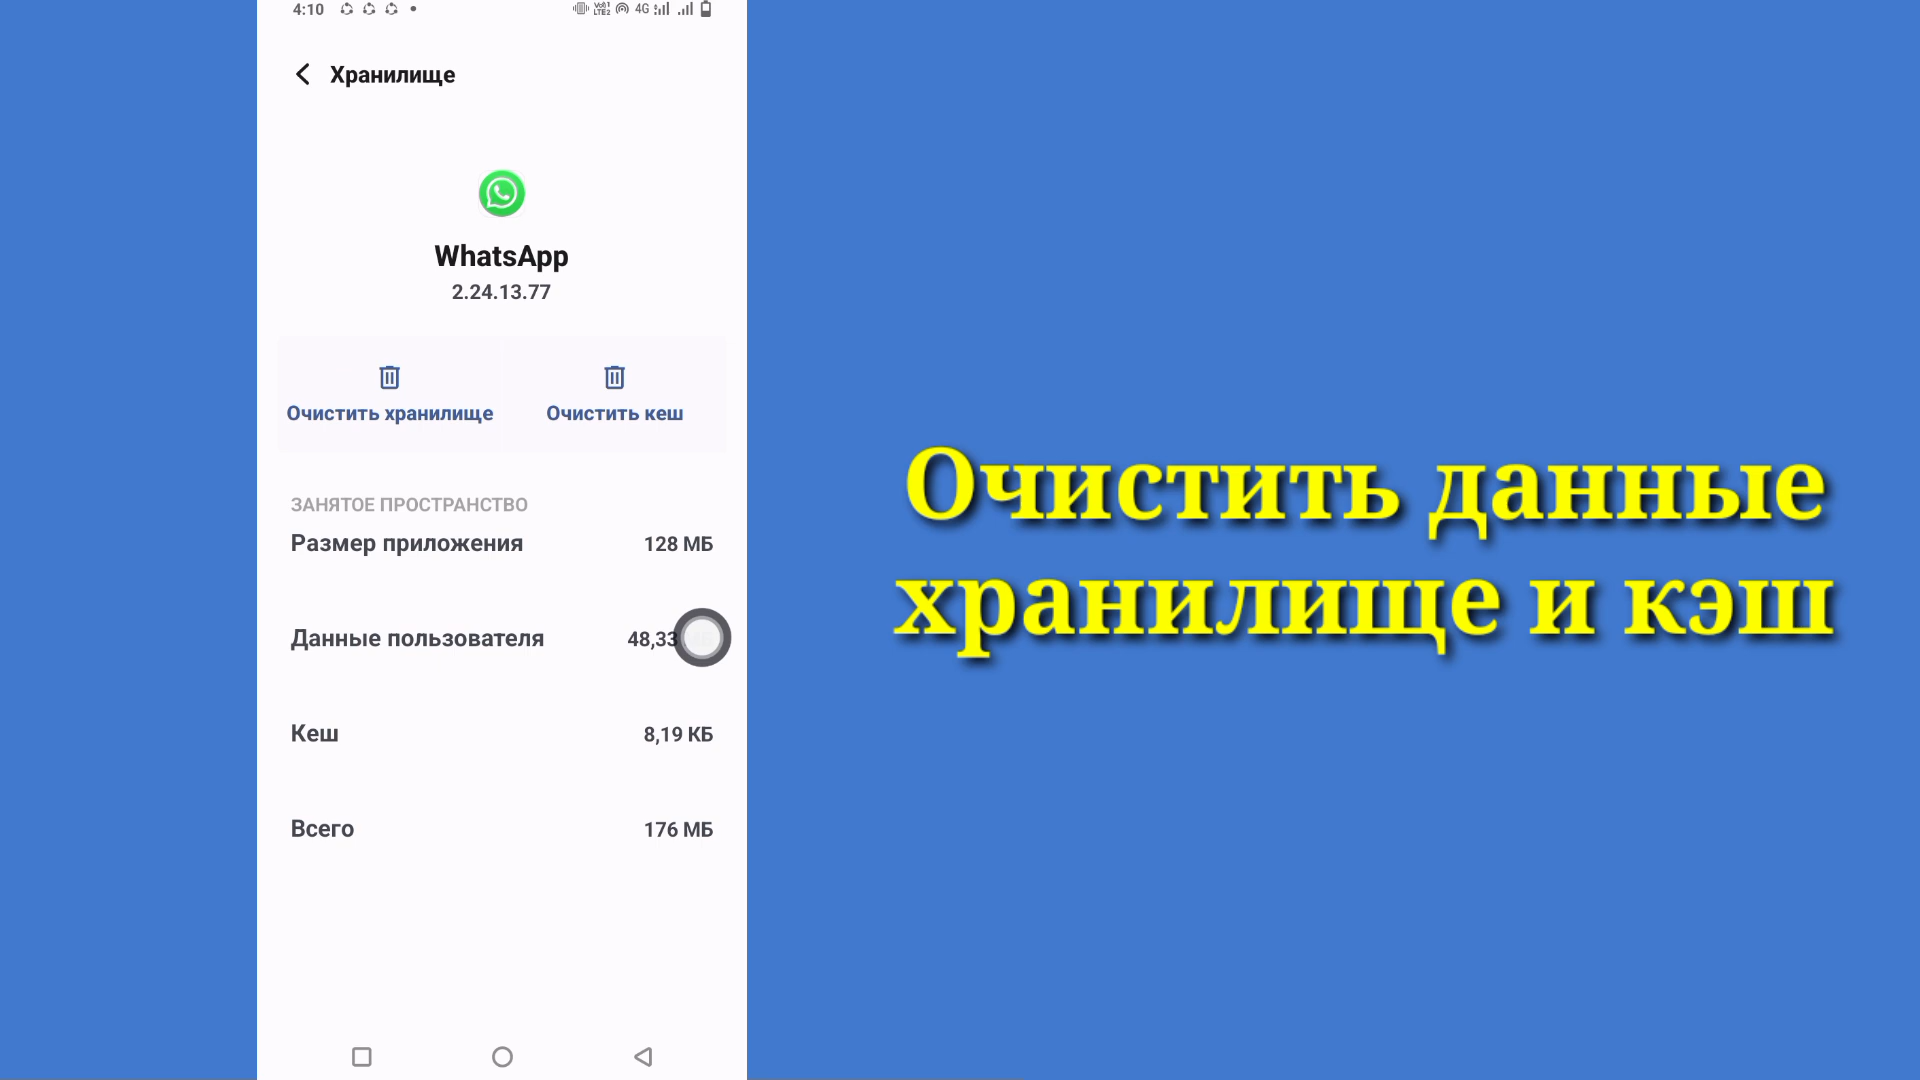 4:10
4G
Хранилище
WhatsApp
2.24.13.77
Очистить хранилище
Очистить кеш
ЗАНЯТОЕ ПРОСТРАНСТВО
Размер приложения 128 МБ
Данные пользователя 48,33
Кеш 8,19 КБ
Всего 176 МБ
Очистить данные
хранилище и кэш